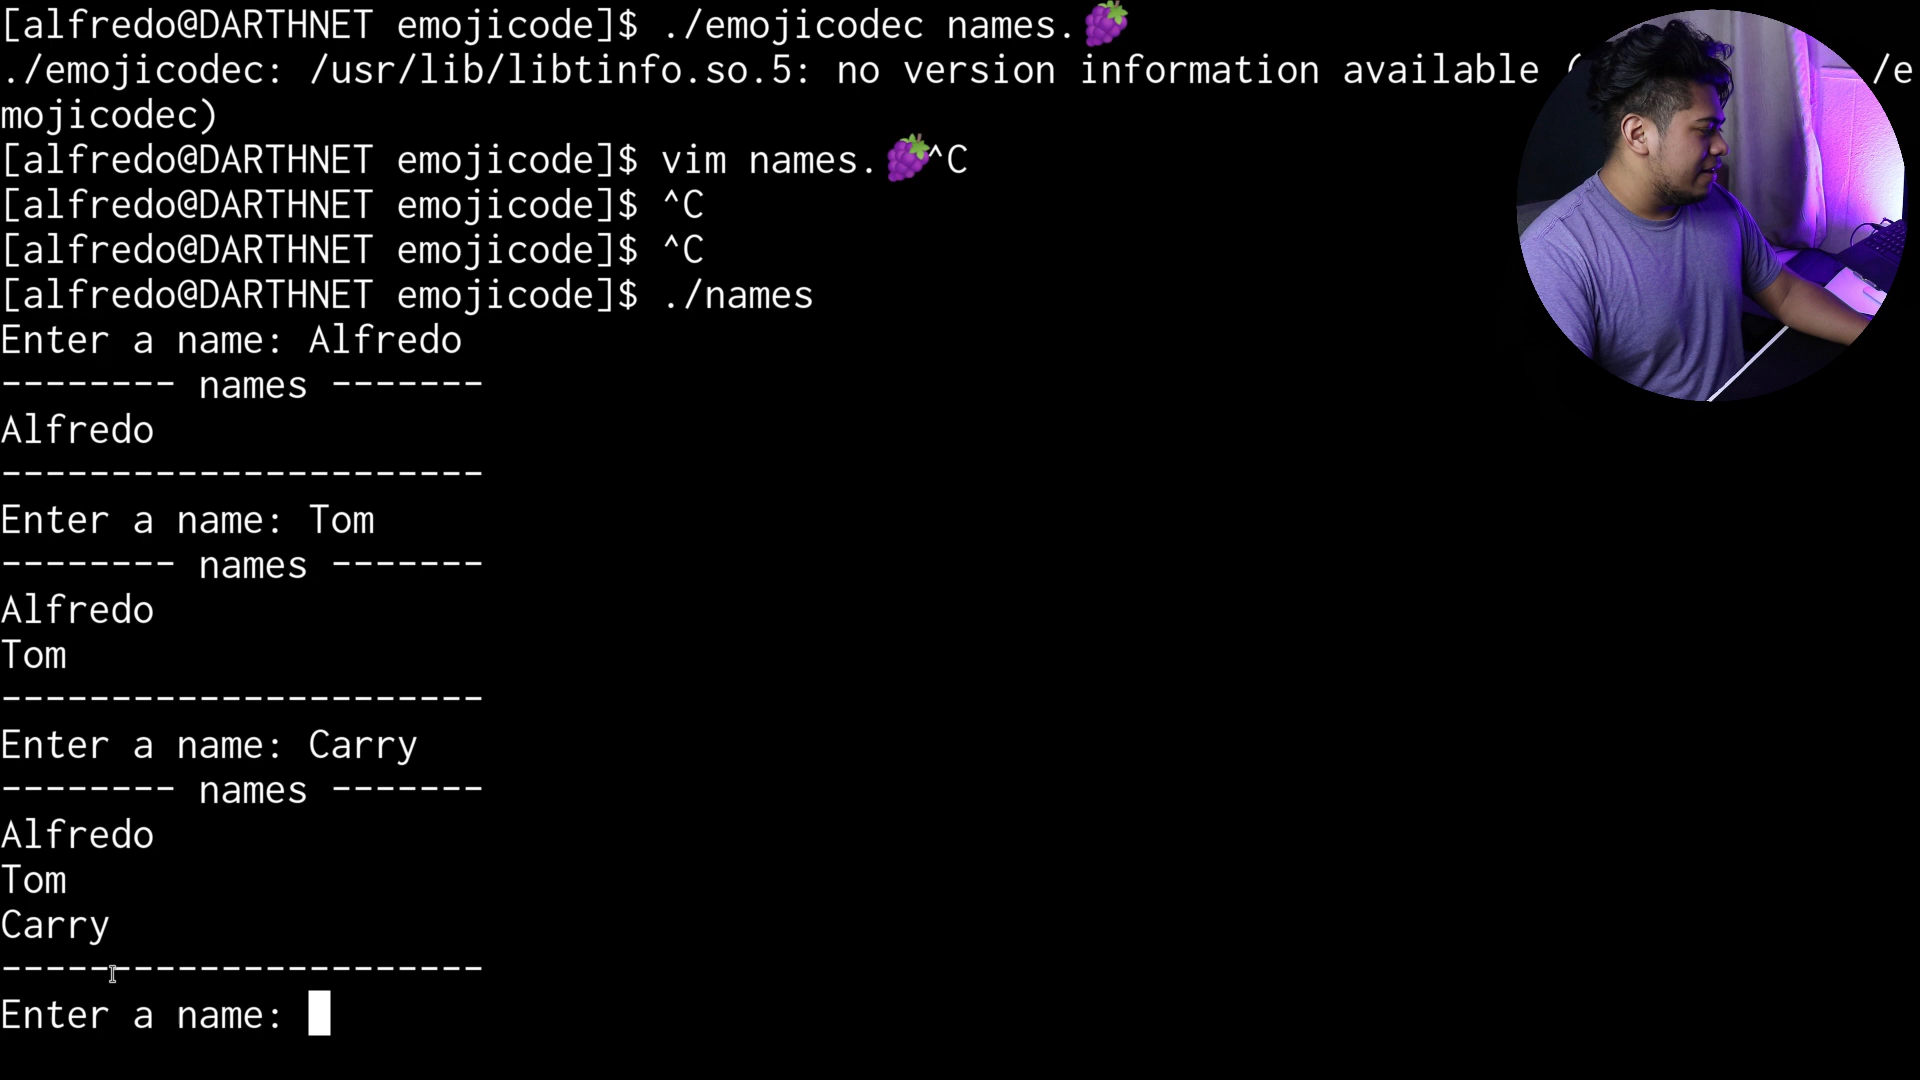 [alfredo@DARTHNET emojicode]$ ./emojicodec names.🍇
./emojicodec: /usr/lib/libtinfo.so.5: no version information available ( /e
mojicodec)
[alfredo@DARTHNET emojicode]$ vim names.🍇^C
[alfredo@DARTHNET emojicode]$ ^C
[alfredo@DARTHNET emojicode]$ ^C
[alfredo@DARTHNET emojicode]$ ./names
Enter a name: Alfredo
-------- names -------
Alfredo
----------------------
Enter a name: Tom
-------- names -------
Alfredo
Tom
----------------------
Enter a name: Carry
-------- names -------
Alfredo
Tom
Carry
----------------------
Enter a name: